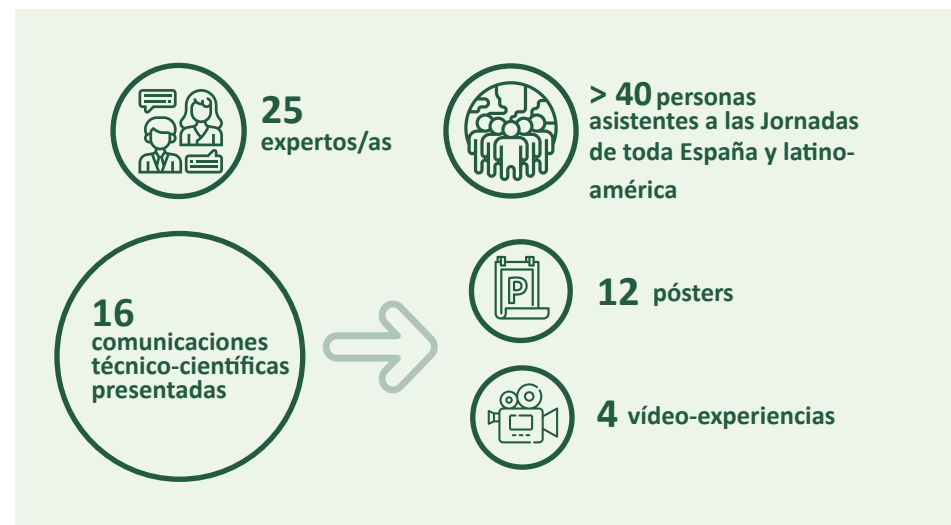 25
expertos/as
> 40 personas
asistentes a las Jornadas
de toda España y latino-
américa
16
comunicaciones
técnico-científicas
presentadas
P
12 pósters
4 vídeo-experiencias